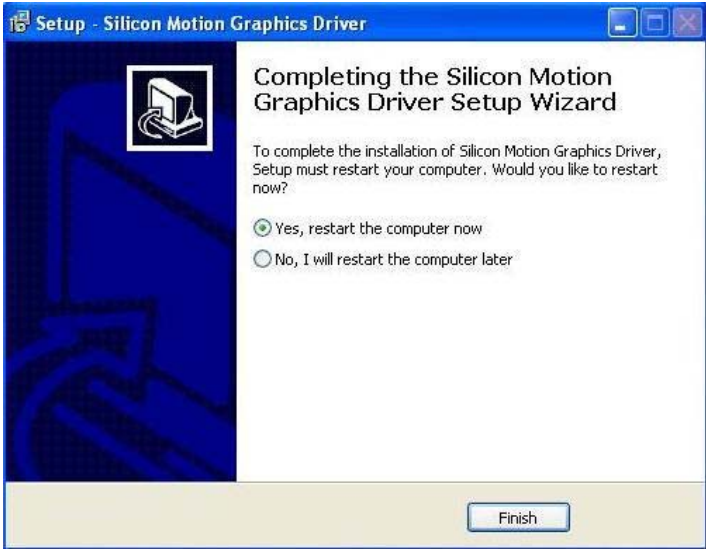 Setup - Silicon Motion Graphics Driver
Completing the Silicon Motion
Graphics Driver Setup Wizard
To complete the installation of Silicon Motion Graphics Driver,
Setup must restart your computer. Would you like to restart
now?
Yes, restart the computer now
No, I will restart the computer later
Finish